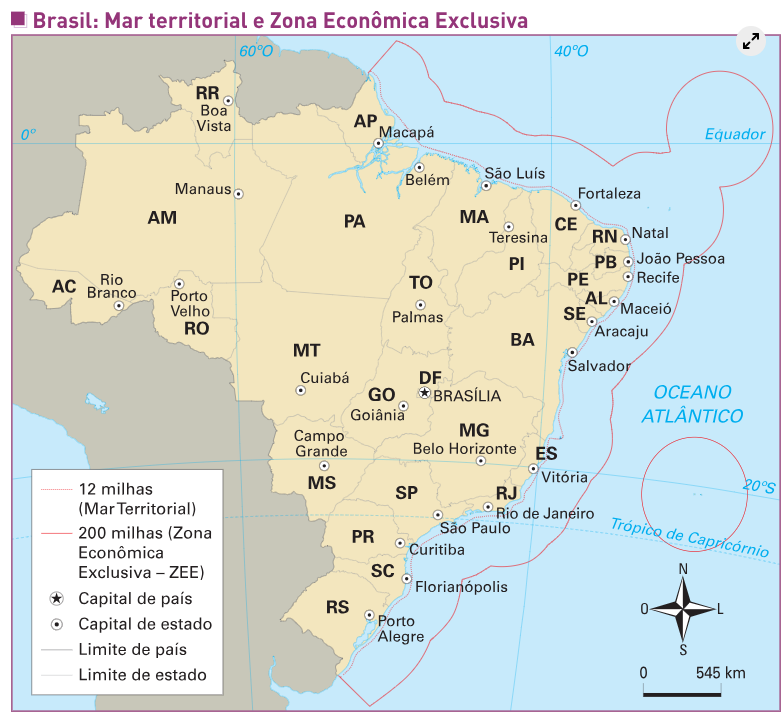 Brasil: Mar territorial e Zona Econômica Exclusiva
60°O
40°O
RR
Boa
Vista
AP
Macapá
0°
Equador
Belém
São Luís
Fortaleza
Manaus
AM
PA
MA
Teresina
CE
RN
Natal
PI
PB
João Pessoa
Recife
PE
AC
Rio
Branco
Porto
Velho
RO
TO
Palmas
AL
Maceió
SE
Aracaju
BA
Salvador
MT
Cuiabá
DF
BRASÍLIA
GO
Goiânia
OCEANO
ATLÂNTICO
MG
Belo Horizonte
Campo
Grande
MS
ES
Vitória
20°S
SP
São Paulo
RJ
Rio de Janeiro
Trópico de Capricórnio
PR
Curitiba
SC
Florianópolis
RS
Porto
Alegre
12 milhas
(Mar Territorial)
200 milhas (Zona
Econômica
Exclusiva – ZEE)
Capital de país
Capital de estado
Limite de país
Limite de estado
N
O
L
S
0 545 km